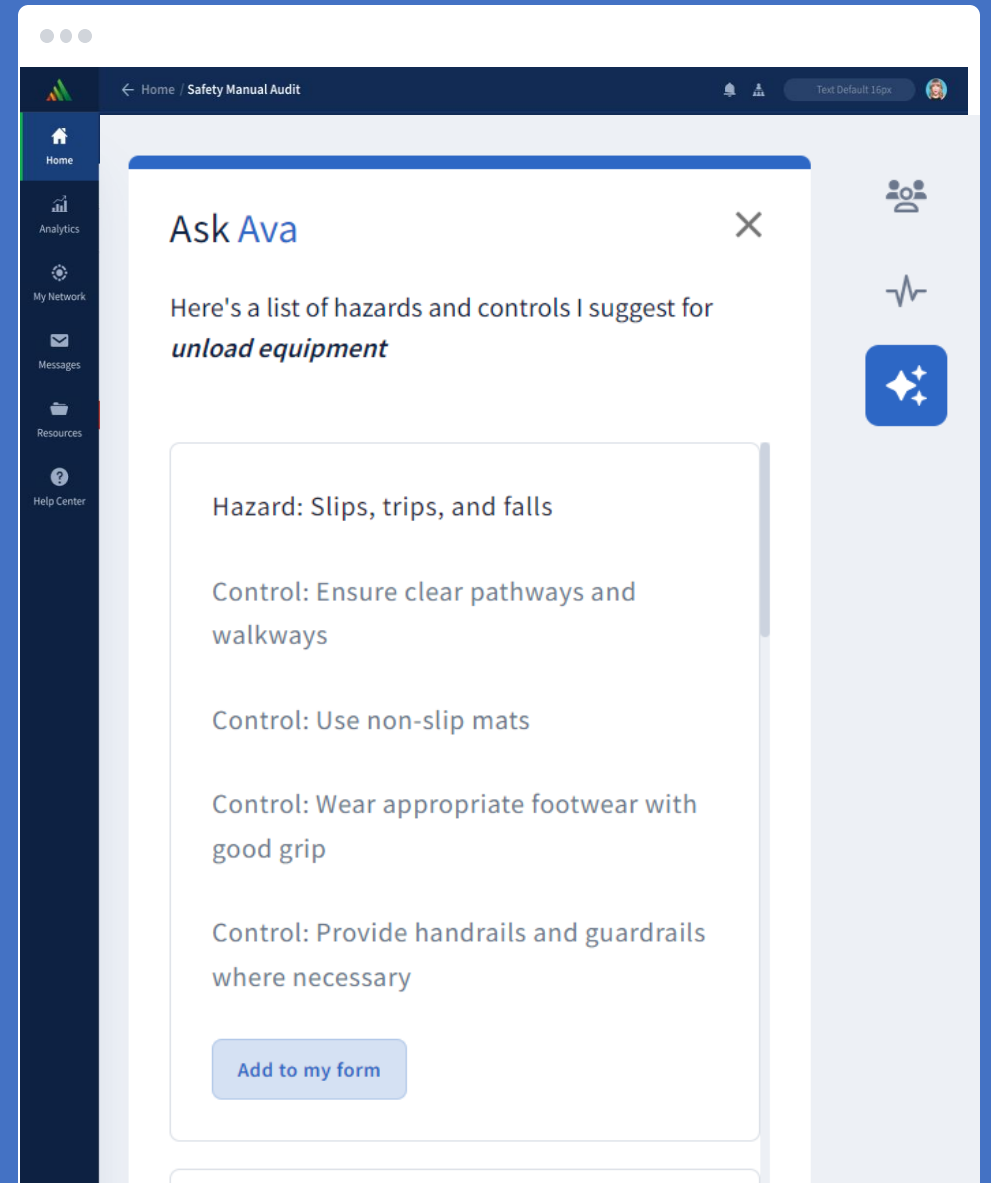 Home / Safety Manual Audit
Text Default 16px
Home
Analytics
My Network
Messages
Resources
Help Center
Ask Ava
Here's a list of hazards and controls I suggest for
unload equipment
Hazard: Slips, trips, and falls
Control: Ensure clear pathways and
walkways
Control: Use non-slip mats
Control: Wear appropriate footwear with
good grip
Control: Provide handrails and guardrails
where necessary
Add to my form